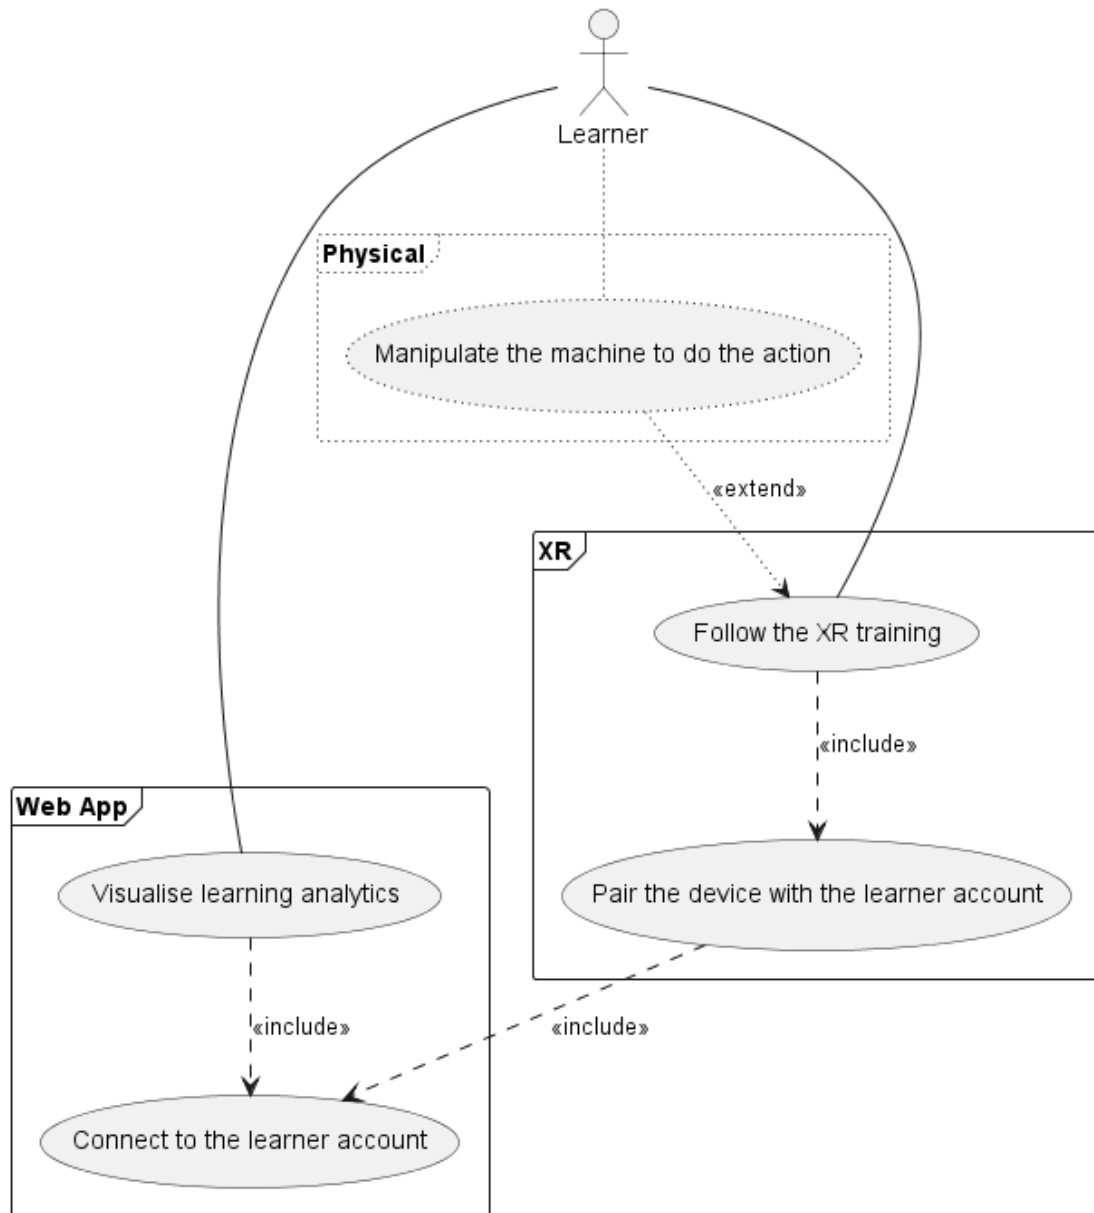 Learner
Physical
Manipulate the machine to do the action
«extend»
XR
Follow the XR training
«include»
Web App
Visualise learning analytics
Pair the device with the learner account
«include»
«include»
Connect to the learner account